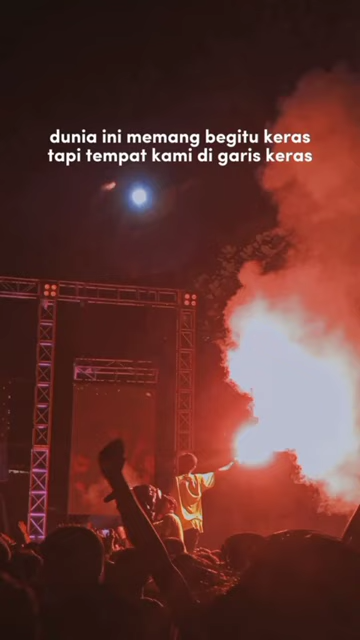 dunia ini memang begitu keras
tapi tempat kami di garis keras